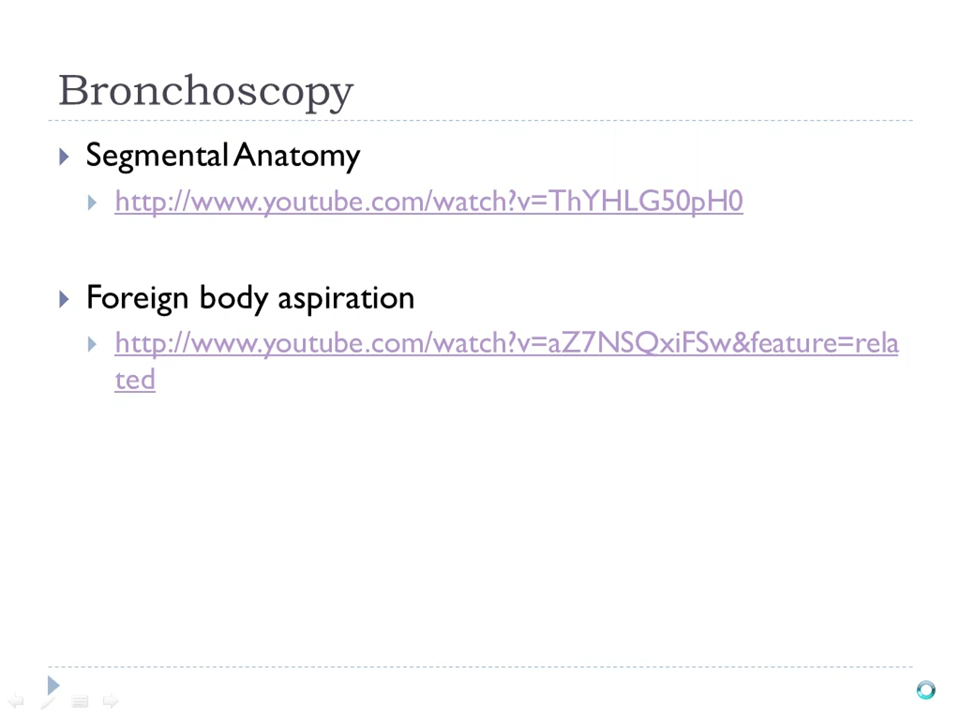 Bronchoscopy
Segmental Anatomy
http://www.youtube.com/watch?v=ThYHLG50pH0
Foreign body aspiration
http://www.youtube.com/watch?v=aZ7NSQxiFSw&feature=rela
ted